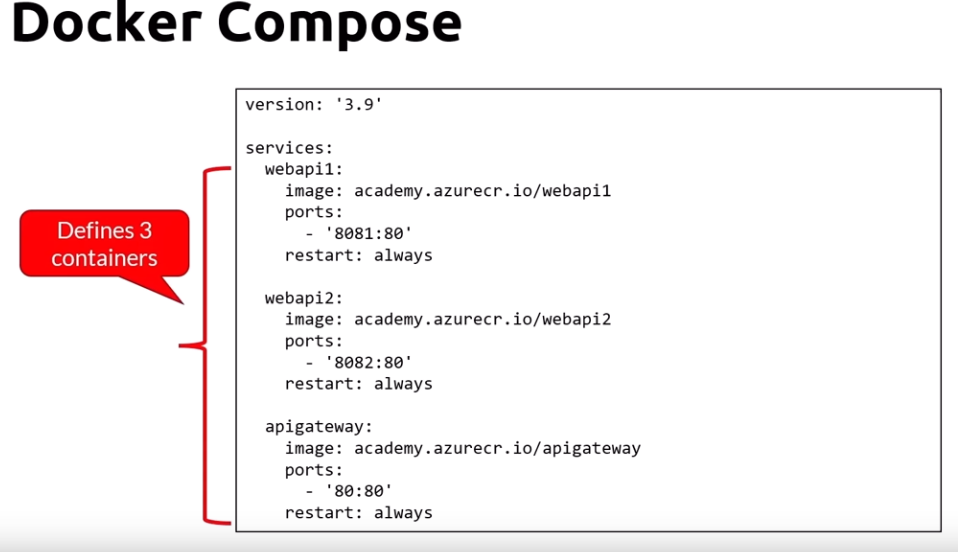 Docker Compose
version: '3.9'
services:
webapi1:
image: academy.azurecr.io/webapi1
ports:
- '8081:80'
restart: always
Defines 3
containers
webapi2:
image: academy.azurecr.io/webapi2
ports:
- '8082:80'
restart: always
apigateway:
image: academy.azurecr.io/apigateway
ports:
- '80:80'
restart: always